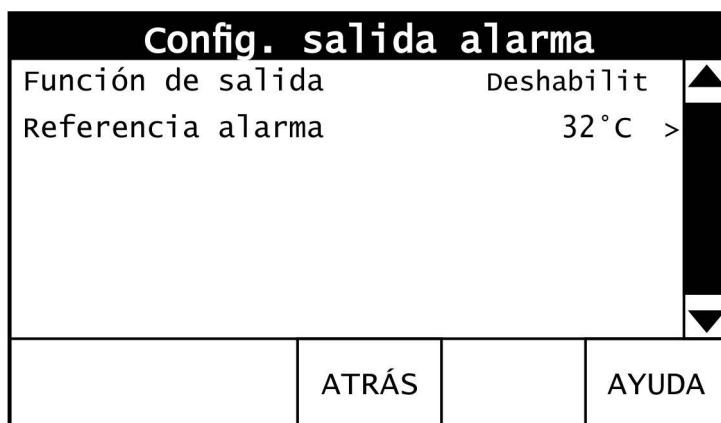 Config. salida alarma
Función de salida Deshabilit
Referencia alarma 32°C >
ATRÁS AYUDA